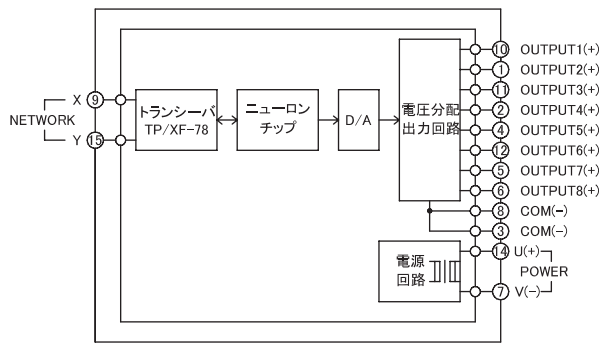 NETWORK
X ⑨
Y ⑮
トランシーバ
TP/XF-78
ニューロン
チップ
D/A
電圧分配
出力回路
電源
回路
⑩ OUTPUT1(+)
① OUTPUT2(+)
⑪ OUTPUT3(+)
② OUTPUT4(+)
④ OUTPUT5(+)
⑫ OUTPUT6(+)
⑤ OUTPUT7(+)
⑥ OUTPUT8(+)
⑧ COM(−)
③ COM(−)
⑭ U(+)
POWER
⑦ V(−)